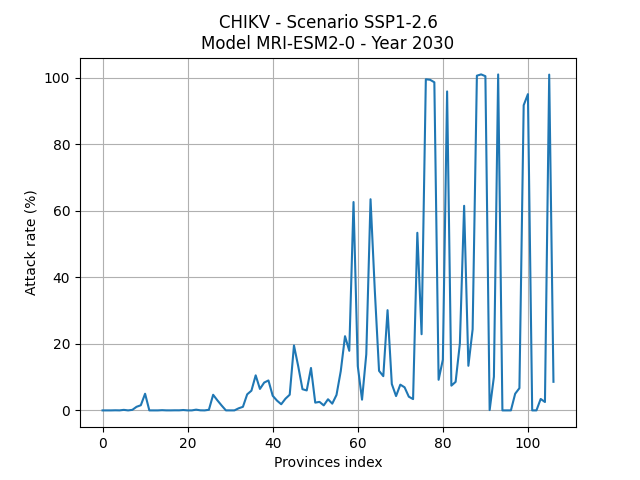 CHIKV - Scenario SSP1-2.6
Model MRI-ESM2-0 - Year 2030
100
80
60
40
20
0
Attack rate (%)
0 20 40 60 80 100
Provinces index